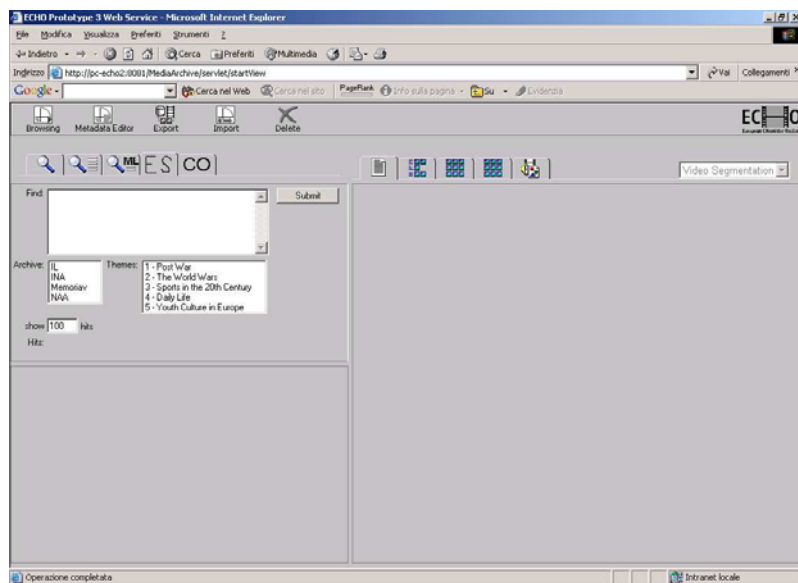 ECHO Prototype 3 Web Service - Microsoft Internet Explorer
File Modifica Visualizza Preferiti Strumenti ?
Indietro Cerca Preferiti Multimedia
Indirizzo http://pc-echo2:8081/MediaArchive/servlet/startView Vai Collegamenti
Google Cerca nel Web Cerca nel sito PageRank Info sulla pagina Su Evidenzia
Browsing Metadata Editor Export Import Delete
ECHO
ML ES CO
Video Segmentation
Find:
Submit
Archive: IL
INA
Memoriav
NAA
Themes: 1 - Post War
2 - The World Wars
3 - Sports in the 20th Century
4 - Daily Life
5 - Youth Culture in Europe
show 100 hits
Hits:
Operazione completata Intranet locale